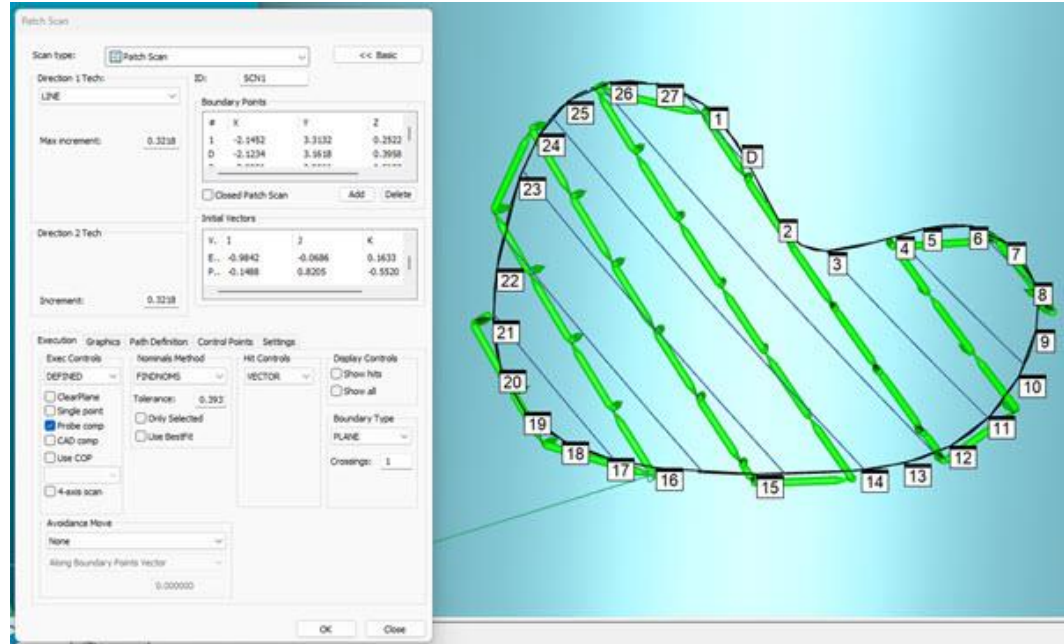 Patch Scan
Scan type: Patch Scan << Basic
Direction 1 Tech: ID: SCN1
LINE Boundary Points
# X Y Z
Max increment: 0.3218 1 -2.1452 3.3132 0.2522
D -2.1234 3.1618 0.3958
Closed Patch Scan Add Delete
Initial Vectors
Direction 2 Tech V. I J K
E.. -0.9842 -0.0686 0.1633
P.. -0.1488 0.8205 -0.5520
Increment: 0.3218
Execution Graphics Path Definition Control Points Settings
Exec Controls Nominals Method Hit Controls Display Controls
DEFINED FINDNOMS VECTOR Show hits
ClearPlane Tolerance: 0.393 Show all
Single point Only Selected
Probe comp Use BestFit Boundary Type
CAD comp PLANE
Use COP Crossings: 1
4-axis scan
Avoidance Move
None
Along Boundary Points Vector
0.000000
OK Close
26 27
25 1
24 D
23
2
3 4 5 6 7
22
8
21
9
20 10
19 11
18 12
17 16 15 14 13